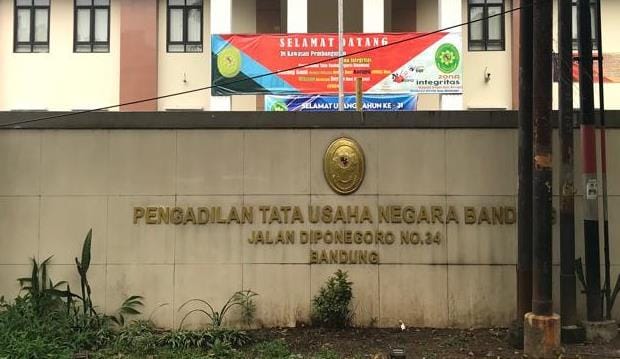 SELAMAT DATANG
Di Kawasan Pembangunan
Zona
integritas
SELAMAT ULANG TAHUN KE - 31
PENGADILAN TATA USAHA NEGARA BANDUNG
JALAN DIPONEGORO NO.34
BANDUNG